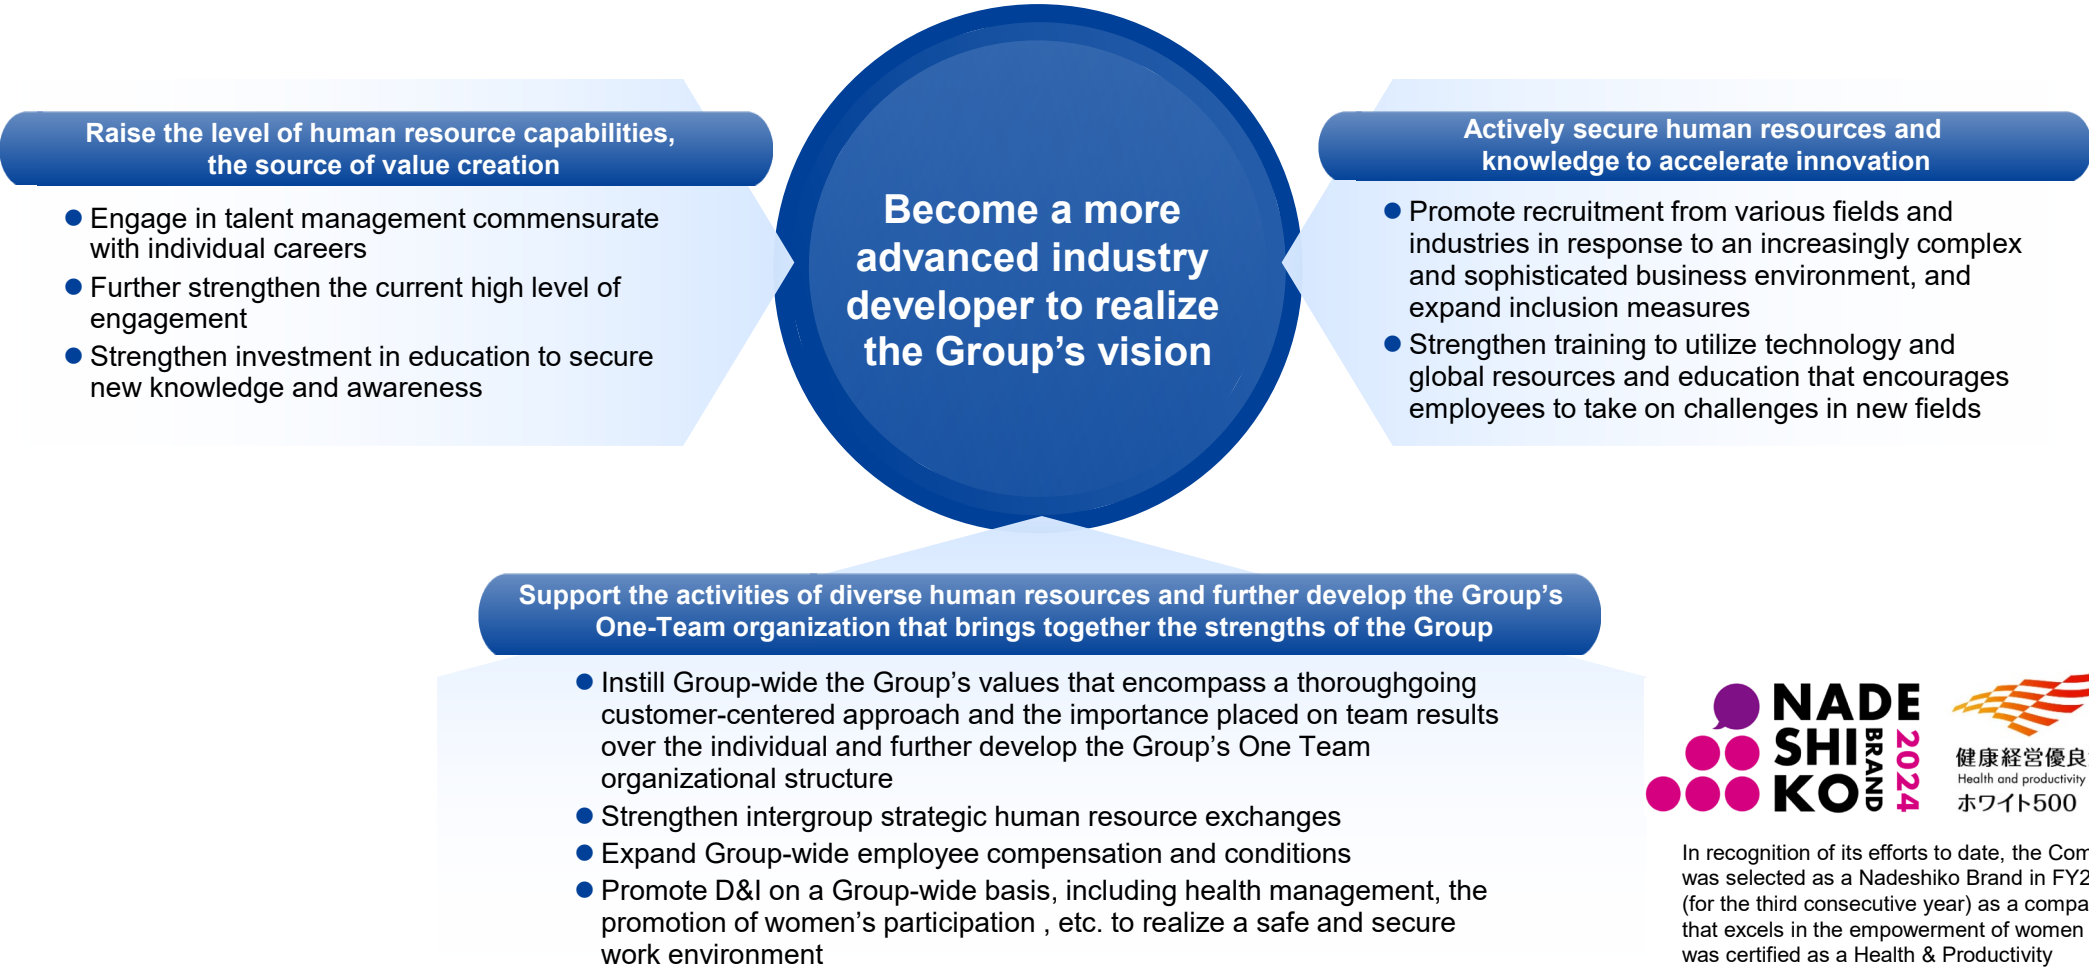 Raise the level of human resource capabilities,
the source of value creation
● Engage in talent management commensurate
with individual careers
● Further strengthen the current high level of
engagement
● Strengthen investment in education to secure
new knowledge and awareness
Become a more
advanced industry
developer to realize
the Group’s vision
Actively secure human resources and
knowledge to accelerate innovation
● Promote recruitment from various fields and
industries in response to an increasingly complex
and sophisticated business environment, and
expand inclusion measures
● Strengthen training to utilize technology and
global resources and education that encourages
employees to take on challenges in new fields
Support the activities of diverse human resources and further develop the Group’s
One-Team organization that brings together the strengths of the Group
● Instill Group-wide the Group’s values that encompass a thoroughgoing
customer-centered approach and the importance placed on team results
over the individual and further develop the Group’s One Team
organizational structure
● Strengthen intergroup strategic human resource exchanges
● Expand Group-wide employee compensation and conditions
● Promote D&I on a Group-wide basis, including health management, the
promotion of women’s participation , etc. to realize a safe and secure
work environment
NADE
SHI
KO
BRAND
2024
健康経営優良
Health and productivity
ホワイト500
In recognition of its efforts to date, the
was selected as a Nadeshiko Brand in
(for the third consecutive year) as a
that excels in the empowerment of women
was certified as a Health & Productivity